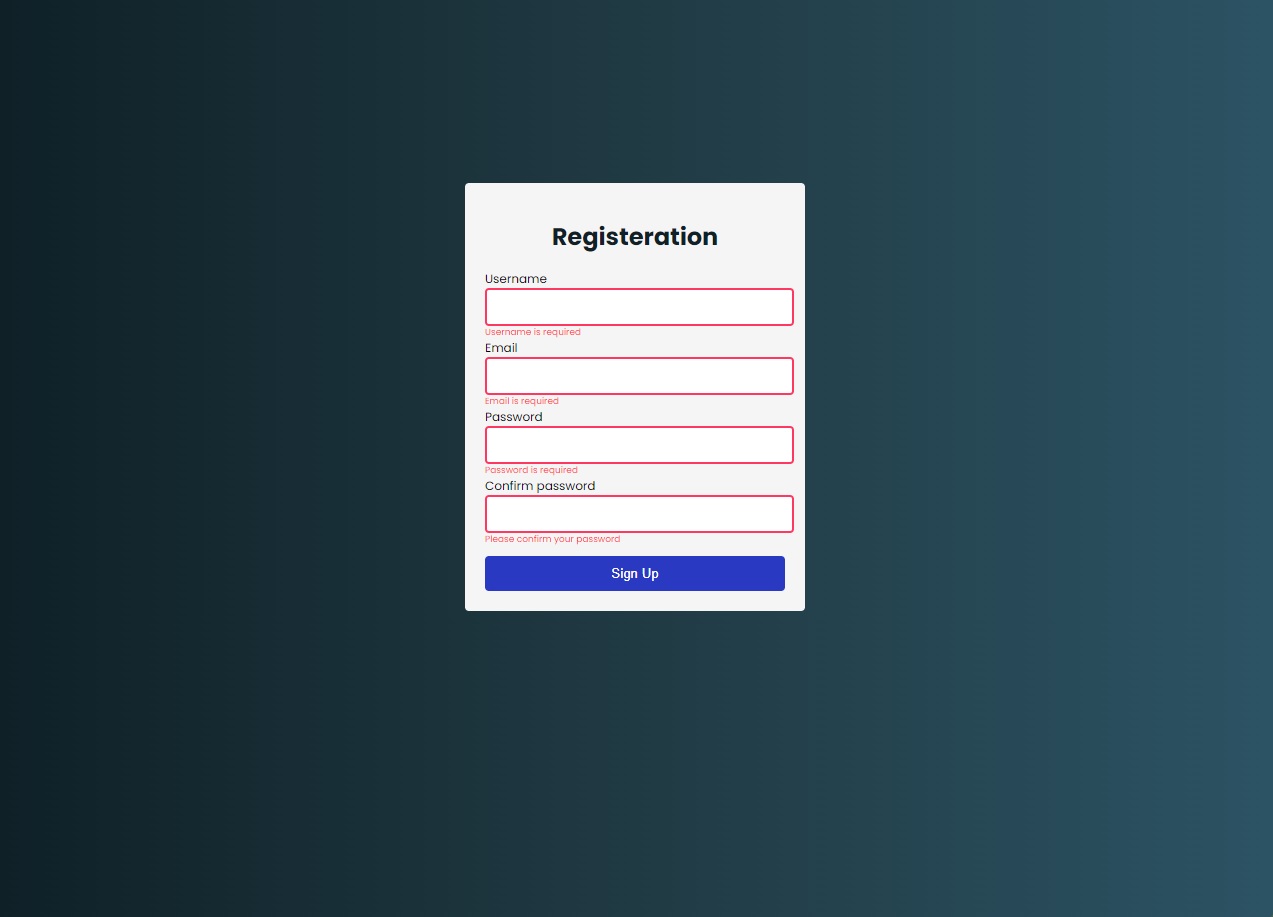 Registeration
Username
Username is required
Email
Email is required
Password
Password is required
Confirm password
Please confirm your password
Sign Up